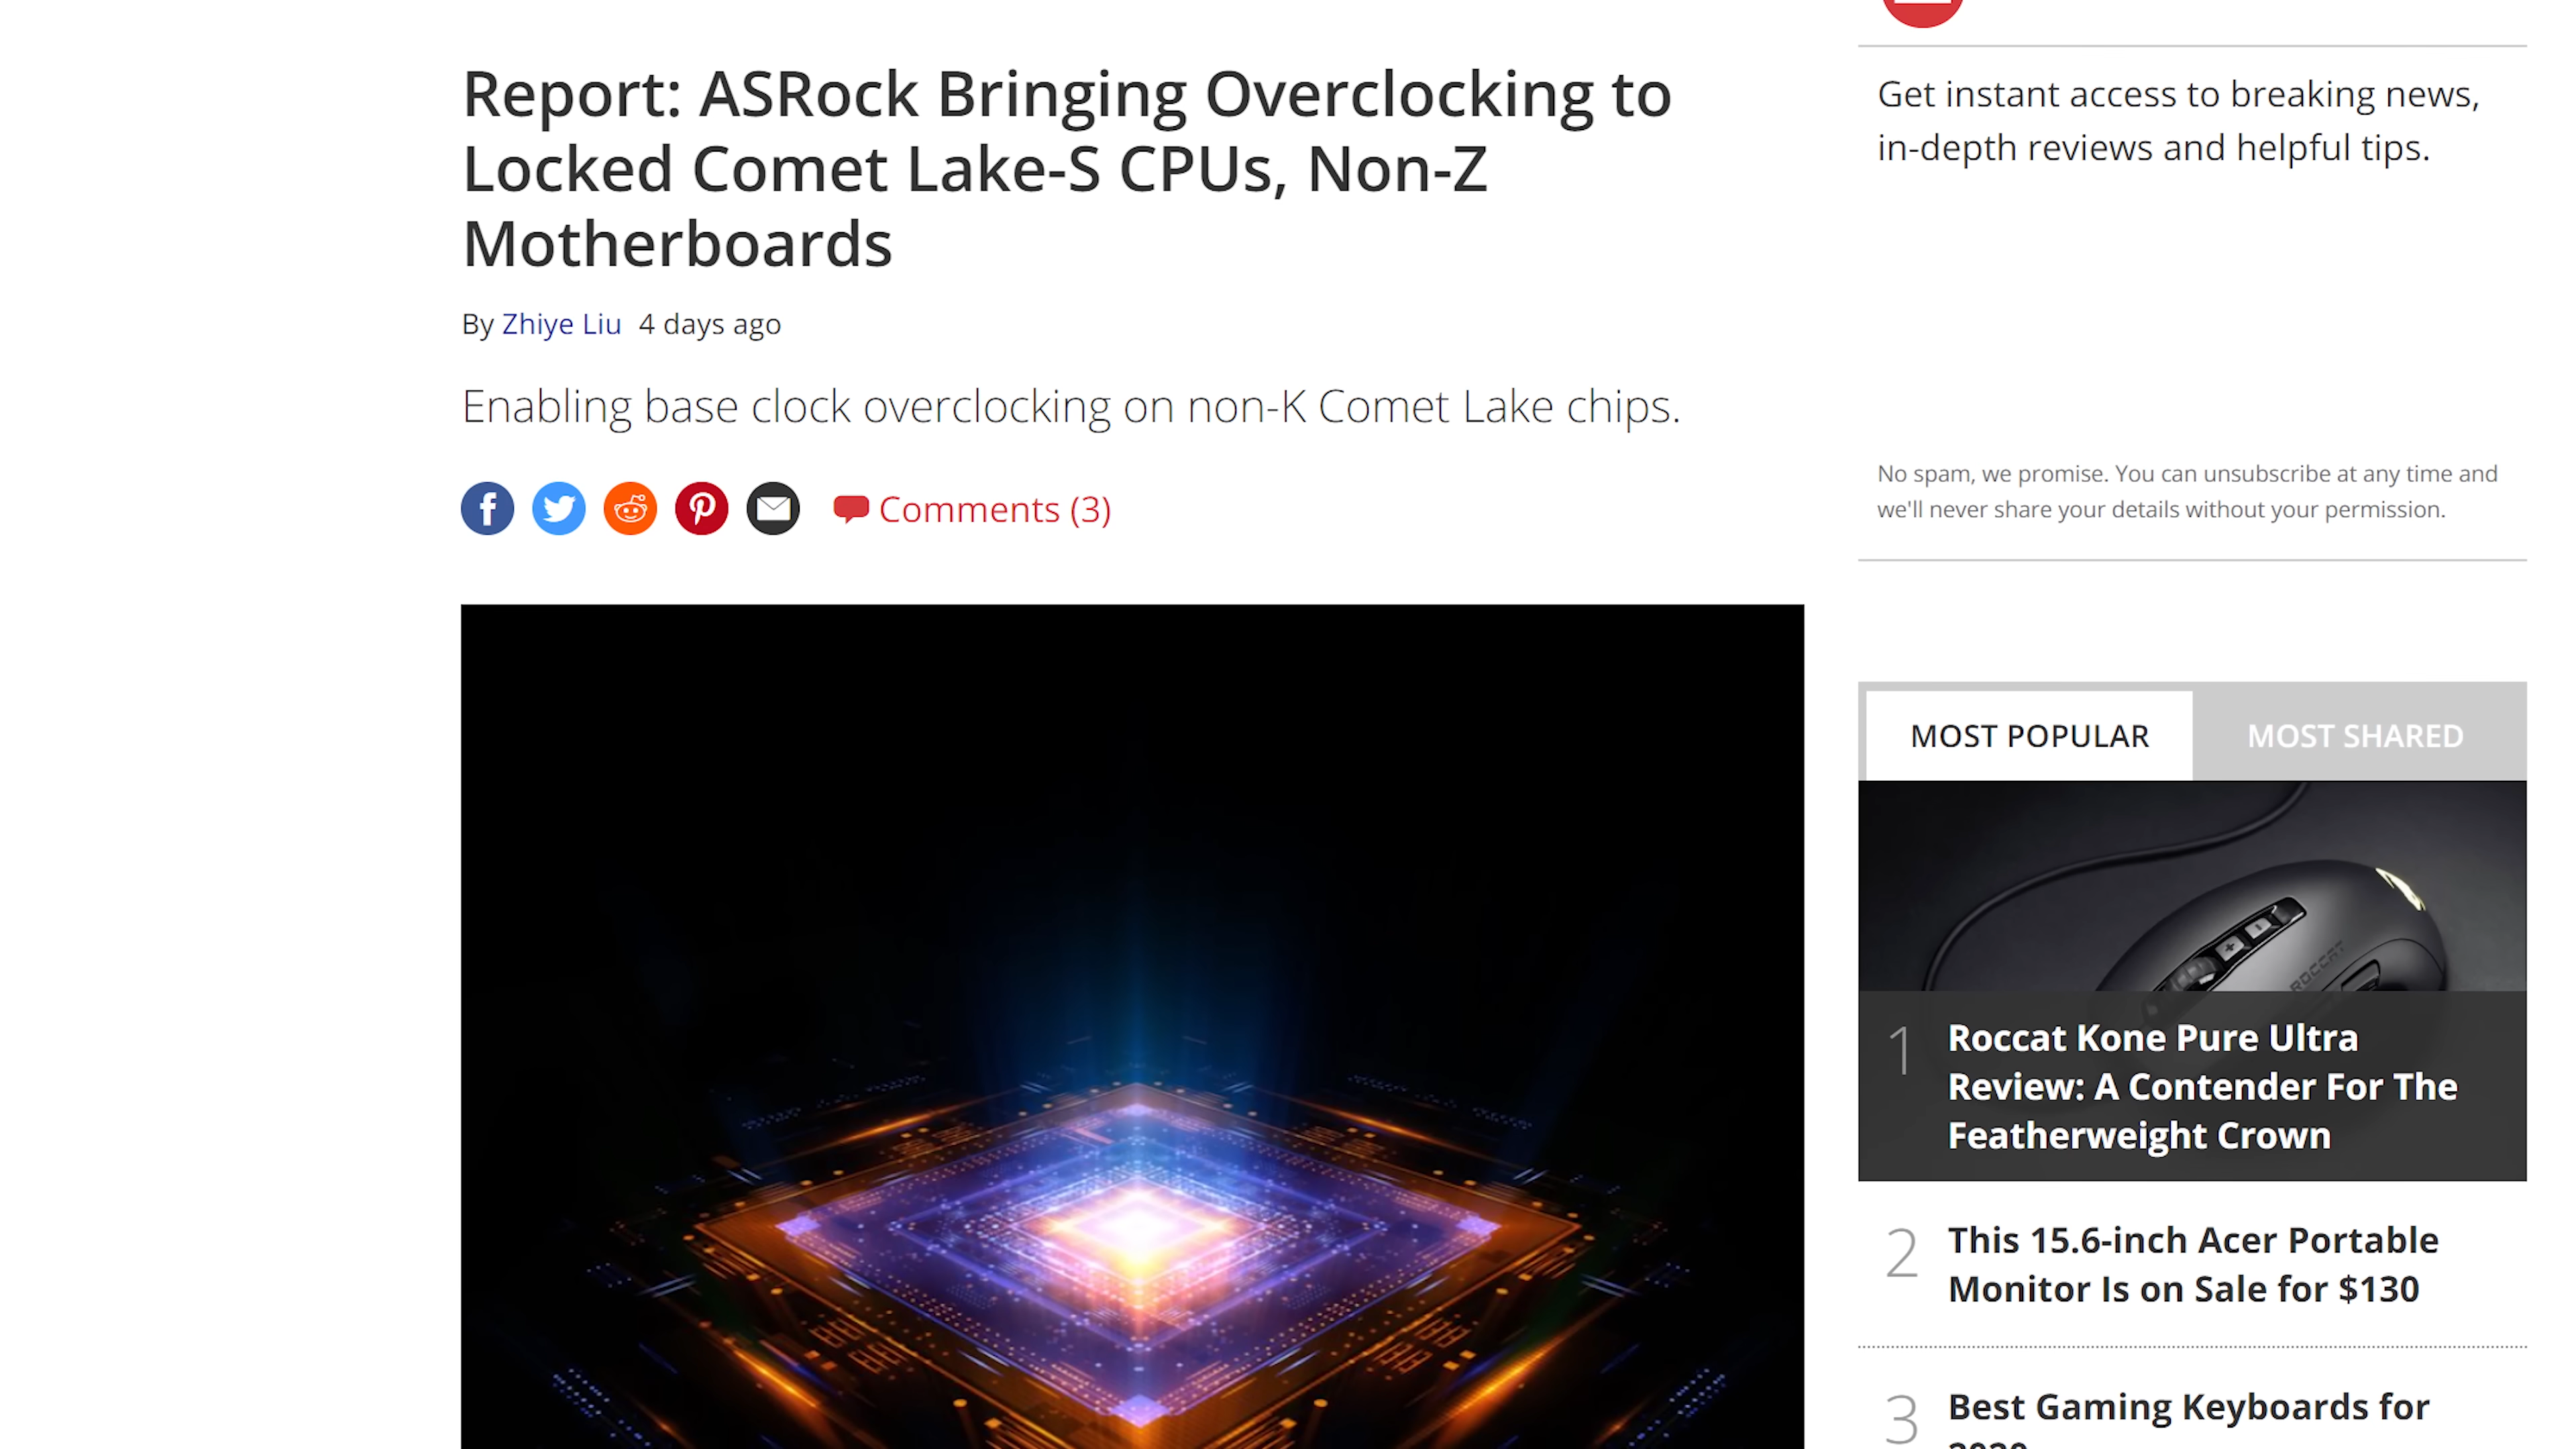 Report: ASRock Bringing Overclocking to
Locked Comet Lake-S CPUs, Non-Z
Motherboards
By Zhiye Liu 4 days ago
Enabling base clock overclocking on non-K Comet Lake chips.
Comments (3)
Get instant access to breaking news,
in-depth reviews and helpful tips.
No spam, we promise. You can unsubscribe at any time and
we'll never share your details without your permission.
MOST POPULAR
MOST SHARED
ROCCAT
1
Roccat Kone Pure Ultra
Review: A Contender For The
Featherweight Crown
2
This 15.6-inch Acer Portable
Monitor Is on Sale for $130
3
Best Gaming Keyboards for
2020